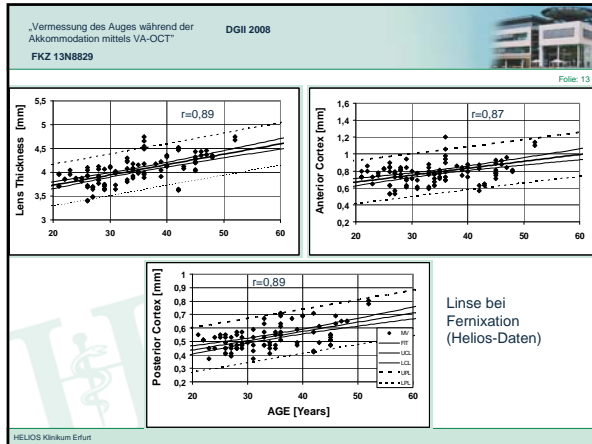 „Vermessung des Auges während der
Akkommodation mittels VA-OCT"
DGII 2008
FKZ 13N8829
Folie: 13
Lens Thickness [mm]
5,5
5
4,5
4
3,5
3
r=0,89
20 30 40 50 60
Anterior Cortex [mm]
1,6
1,4
1,2
1
0,8
0,6
0,4
0,2
r=0,87
20 30 40 50 60
Posterior Cortex [mm]
1
0,9
0,8
0,7
0,6
0,5
0,4
0,3
0,2
r=0,89
MV
FIT
UCL
LCL
UPL
LPL
20 30 40 50 60
AGE [Years]
Linse bei
Fernixation
(Helios-Daten)
HELIOS Klinikum Erfurt